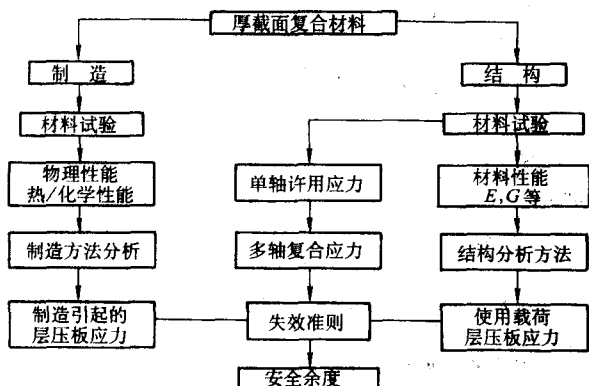 厚截面复合材料
制 造
结 构
材料试验
材料试验
物理性能
热/化学性能
单轴许用应力
材料性能
E,G等
制造方法分析
多轴复合应力
结构分析方法
制造引起的
层压板应力
失效准则
使用载荷
层压板应力
安全余度